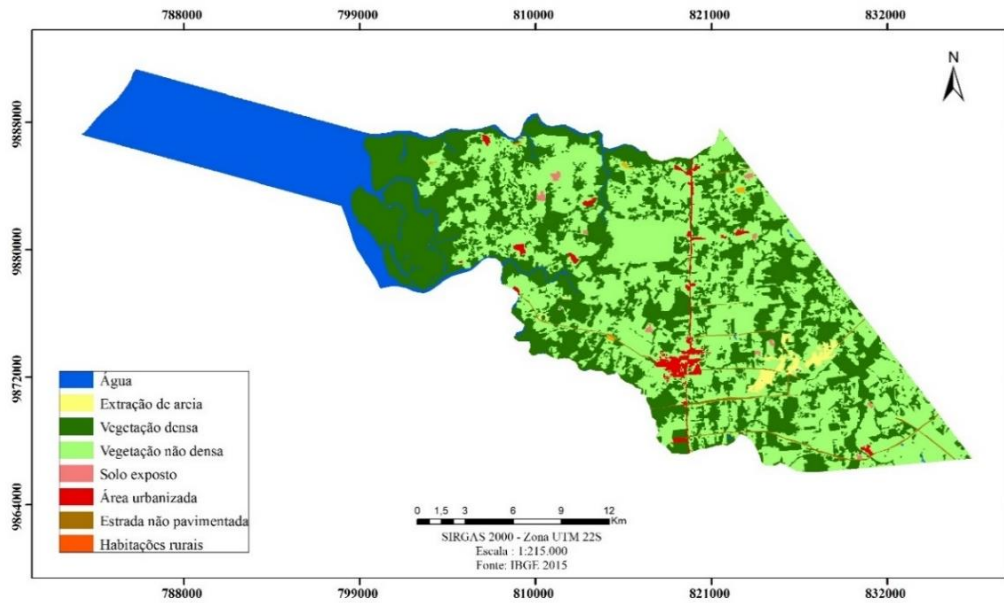 788000 799000 810000 821000 832000
N
9888000
9880000
9872000
9864000
Água
Extração de areia
Vegetação densa
Vegetação não densa
Solo exposto
Área urbanizada
Estrada não pavimentada
Habitações rurais
0 1,5 3 6 9 12
Km
SIRGAS 2000 - Zona UTM 22S
Escala : 1:215.000
Fonte: IBGE 2015
788000 799000 810000 821000 832000